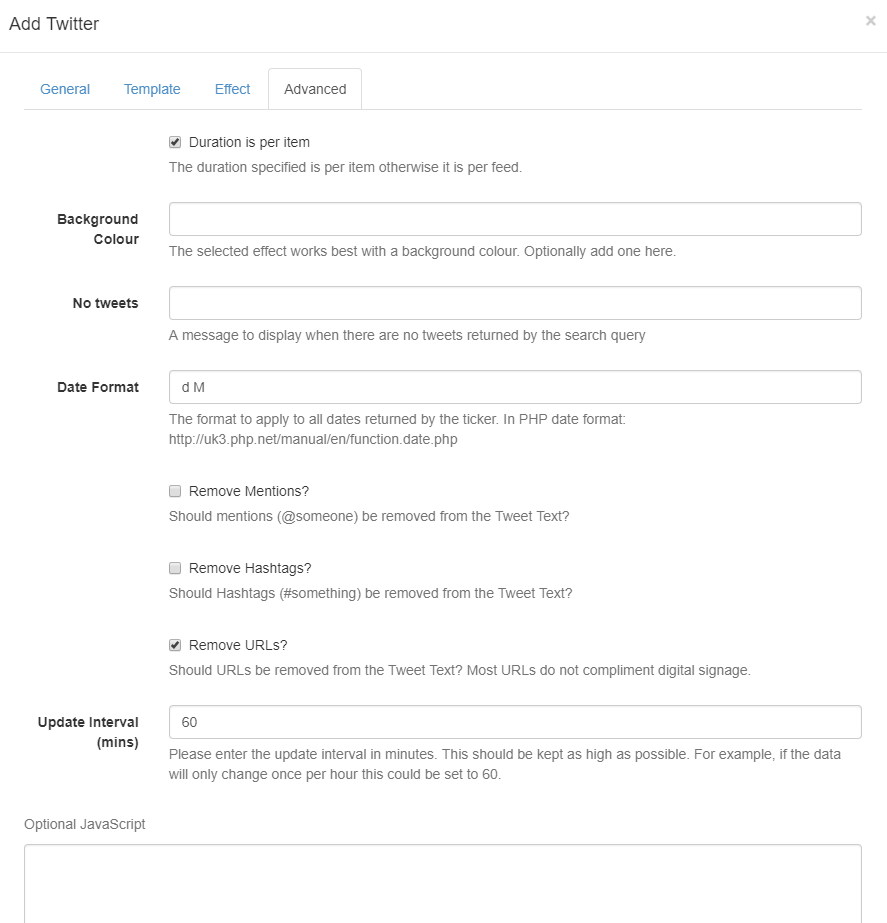 Add Twitter
×
General Template Effect Advanced
Duration is per item
The duration specified is per item otherwise it is per feed.
Background
Colour
The selected effect works best with a background colour. Optionally add one here.
No tweets
A message to display when there are no tweets returned by the search query
Date Format
d M
The format to apply to all dates returned by the ticker. In PHP date format:
http://uk3.php.net/manual/en/function.date.php
Remove Mentions?
Should mentions (@someone) be removed from the Tweet Text?
Remove Hashtags?
Should Hashtags (#something) be removed from the Tweet Text?
Remove URLs?
Should URLs be removed from the Tweet Text? Most URLs do not compliment digital signage.
Update Interval
(mins)
60
Please enter the update interval in minutes. This should be kept as high as possible. For example, if the data
will only change once per hour this could be set to 60.
Optional JavaScript